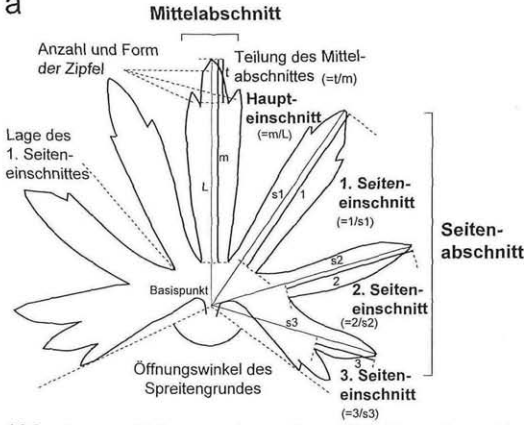 a
Mittelabschnitt
Anzahl und Form
der Zipfel
Teilung des Mittel-
abschnittes (=t/m)
t
Haupt-
einschnitt
(=m/L)
Lage des
1. Seiten-
einschnittes
L
m
s1
1
1. Seiten-
einschnitt
(=1/s1)
Seiten-
abschnitt
s2
2
Basispunkt
2. Seiten-
einschnitt
(=2/s2)
s3
3
Öffnungswinkel des
Spreitengrundes
3. Seiten-
einschnitt
(=3/s3)